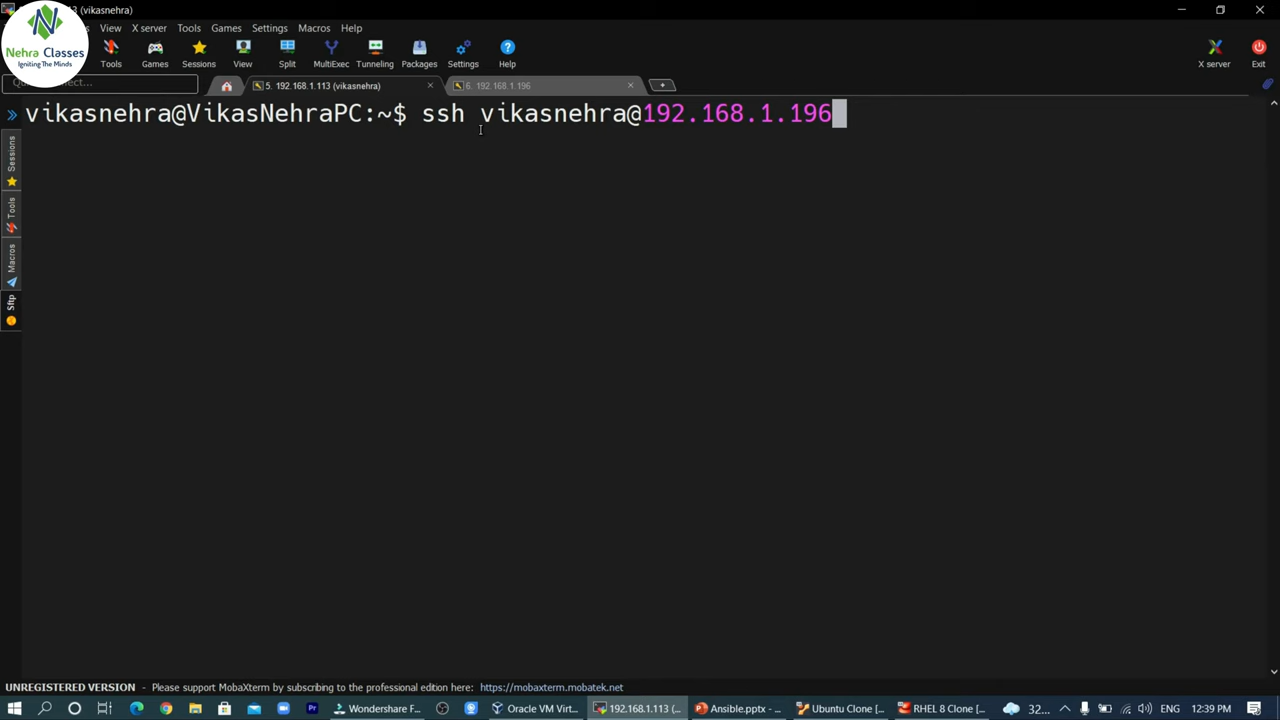 3 (vikasnehra)
View
X server
Tools
Games
Settings
Macros
Help
Nehra Classes
Igniting The Minds
Tools
Games
Sessions
View
Split
MultiExec
Tunneling
Packages
Settings
Help
X server
Exit
5. 192.168.1.113 (vikasnehra)
6. 192.168.1.196
vikasnehra@VikasNehraPC:~$ ssh vikasnehra@192.168.1.196
Sessions
Tools
Macros
Sftp
UNREGISTERED VERSION - Please support MobaXterm by subscribing to the professional edition here: https://mobaxterm.mobatek.net
Wondershare F...
Oracle VM Virt...
192.168.1.113 (...
Ansible.pptx - ...
Ubuntu Clone [...
RHEL 8 Clone [...
32...
ENG
12:39 PM